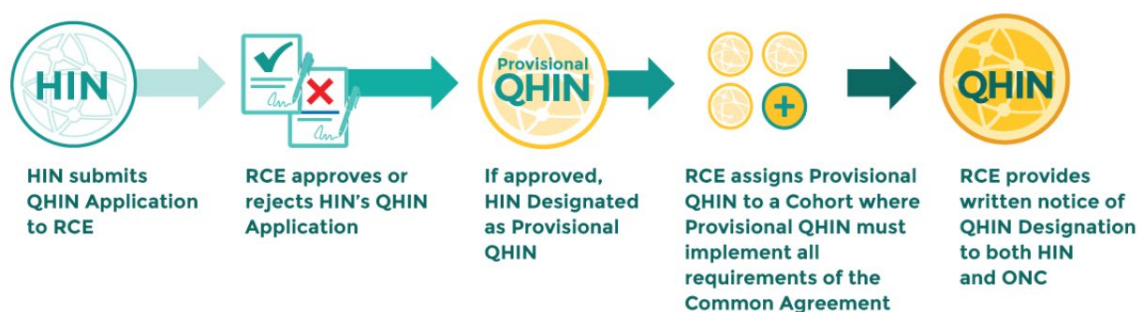 HIN
HIN submits
QHIN Application
to RCE
RCE approves or
rejects HIN's QHIN
Application
Provisional
QHIN
If approved,
HIN Designated
as Provisional
QHIN
RCE assigns Provisional
QHIN to a Cohort where
Provisional QHIN must
implement all
requirements of the
Common Agreement
QHIN
RCE provides
written notice of
QHIN Designation
to both HIN
and ONC